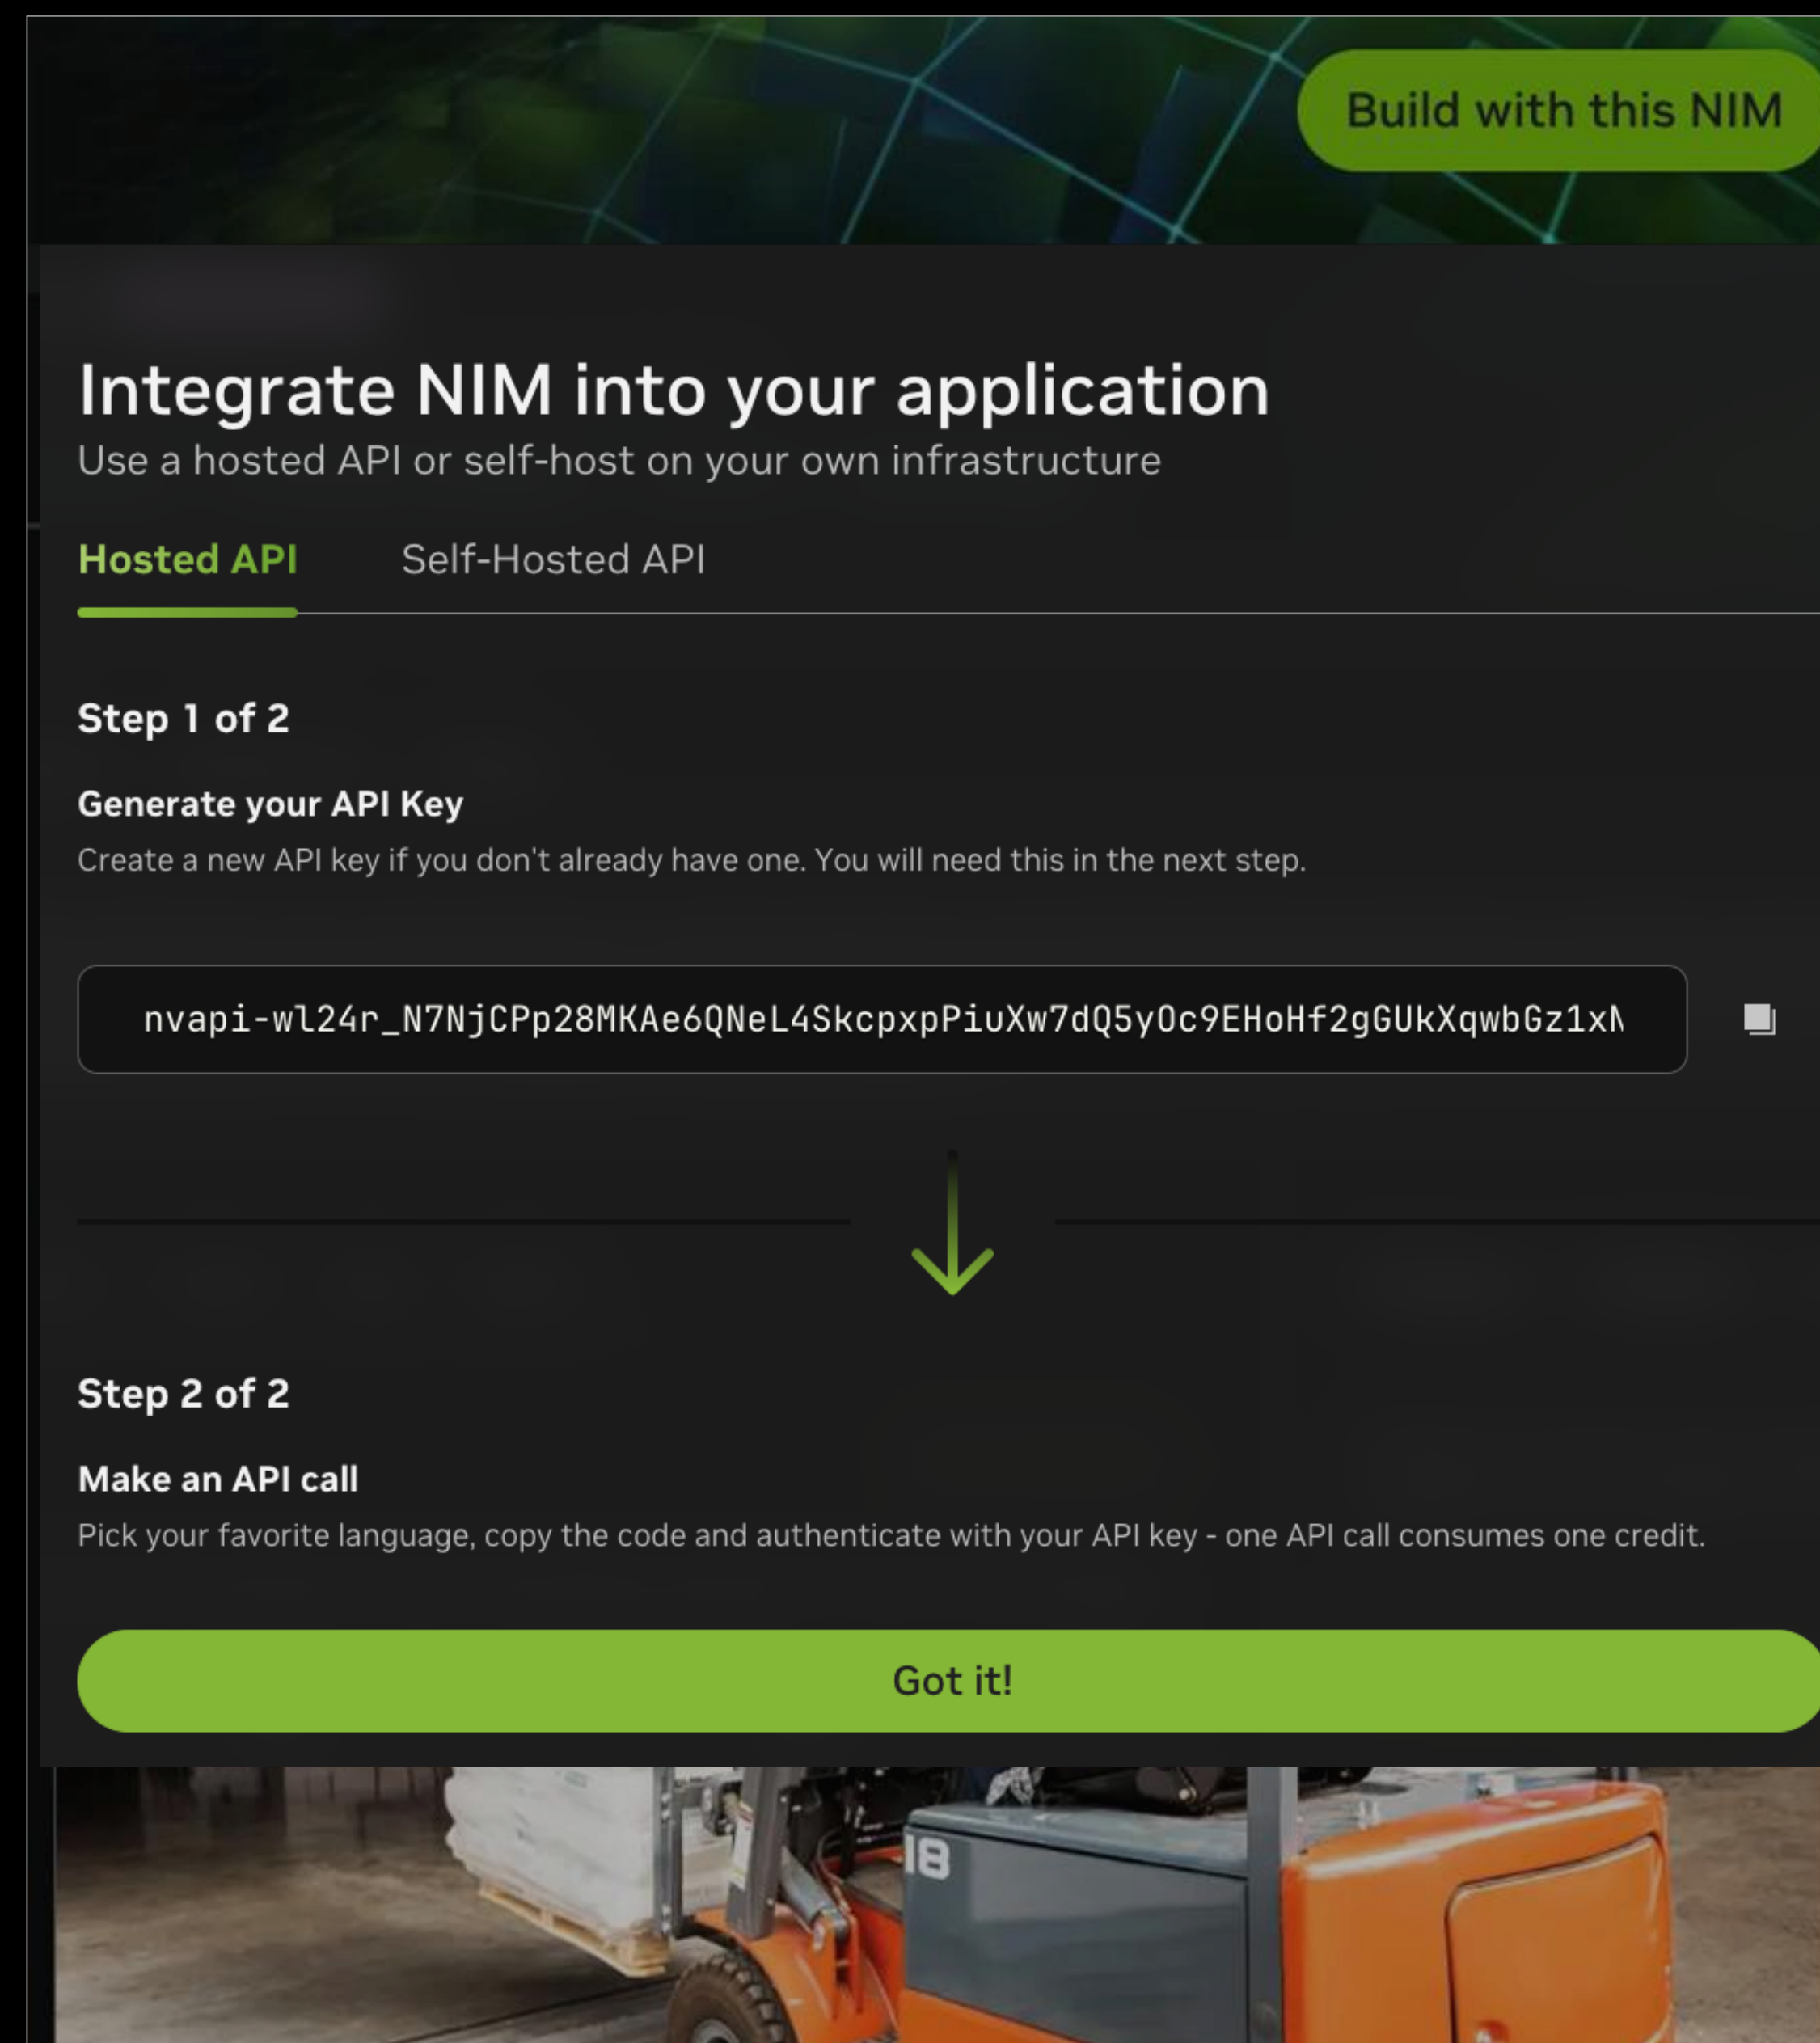 Build with this NIM
Integrate NIM into your application
Use a hosted API or self-host on your own infrastructure
Hosted API Self-Hosted API
Step 1 of 2
Generate your API Key
Create a new API key if you don't already have one. You will need this in the next step.
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
Step 2 of 2
Make an API call
Pick your favorite language, copy the code and authenticate with your API key - one API call consumes one credit.
Got it!
18